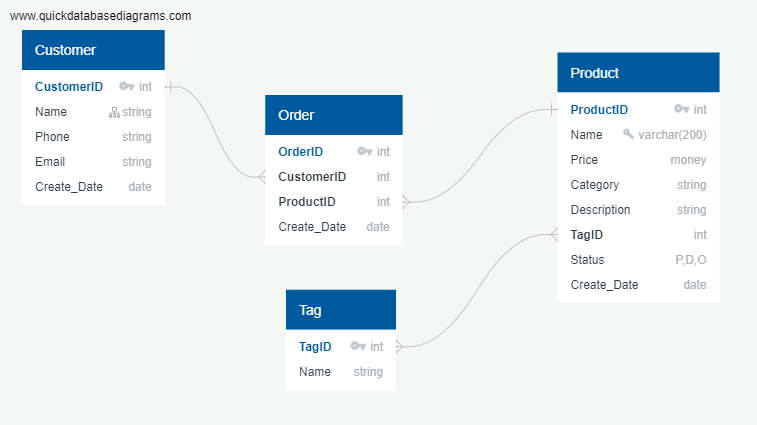 www.quickdatabasediagrams.com
Customer
CustomerID int
Name string
Phone string
Email string
Create_Date date
Order
OrderID int
CustomerID int
ProductID int
Create_Date date
Product
ProductID int
Name varchar(200)
Price money
Category string
Description string
TagID int
Status P,D,O
Create_Date date
Tag
TagID int
Name string